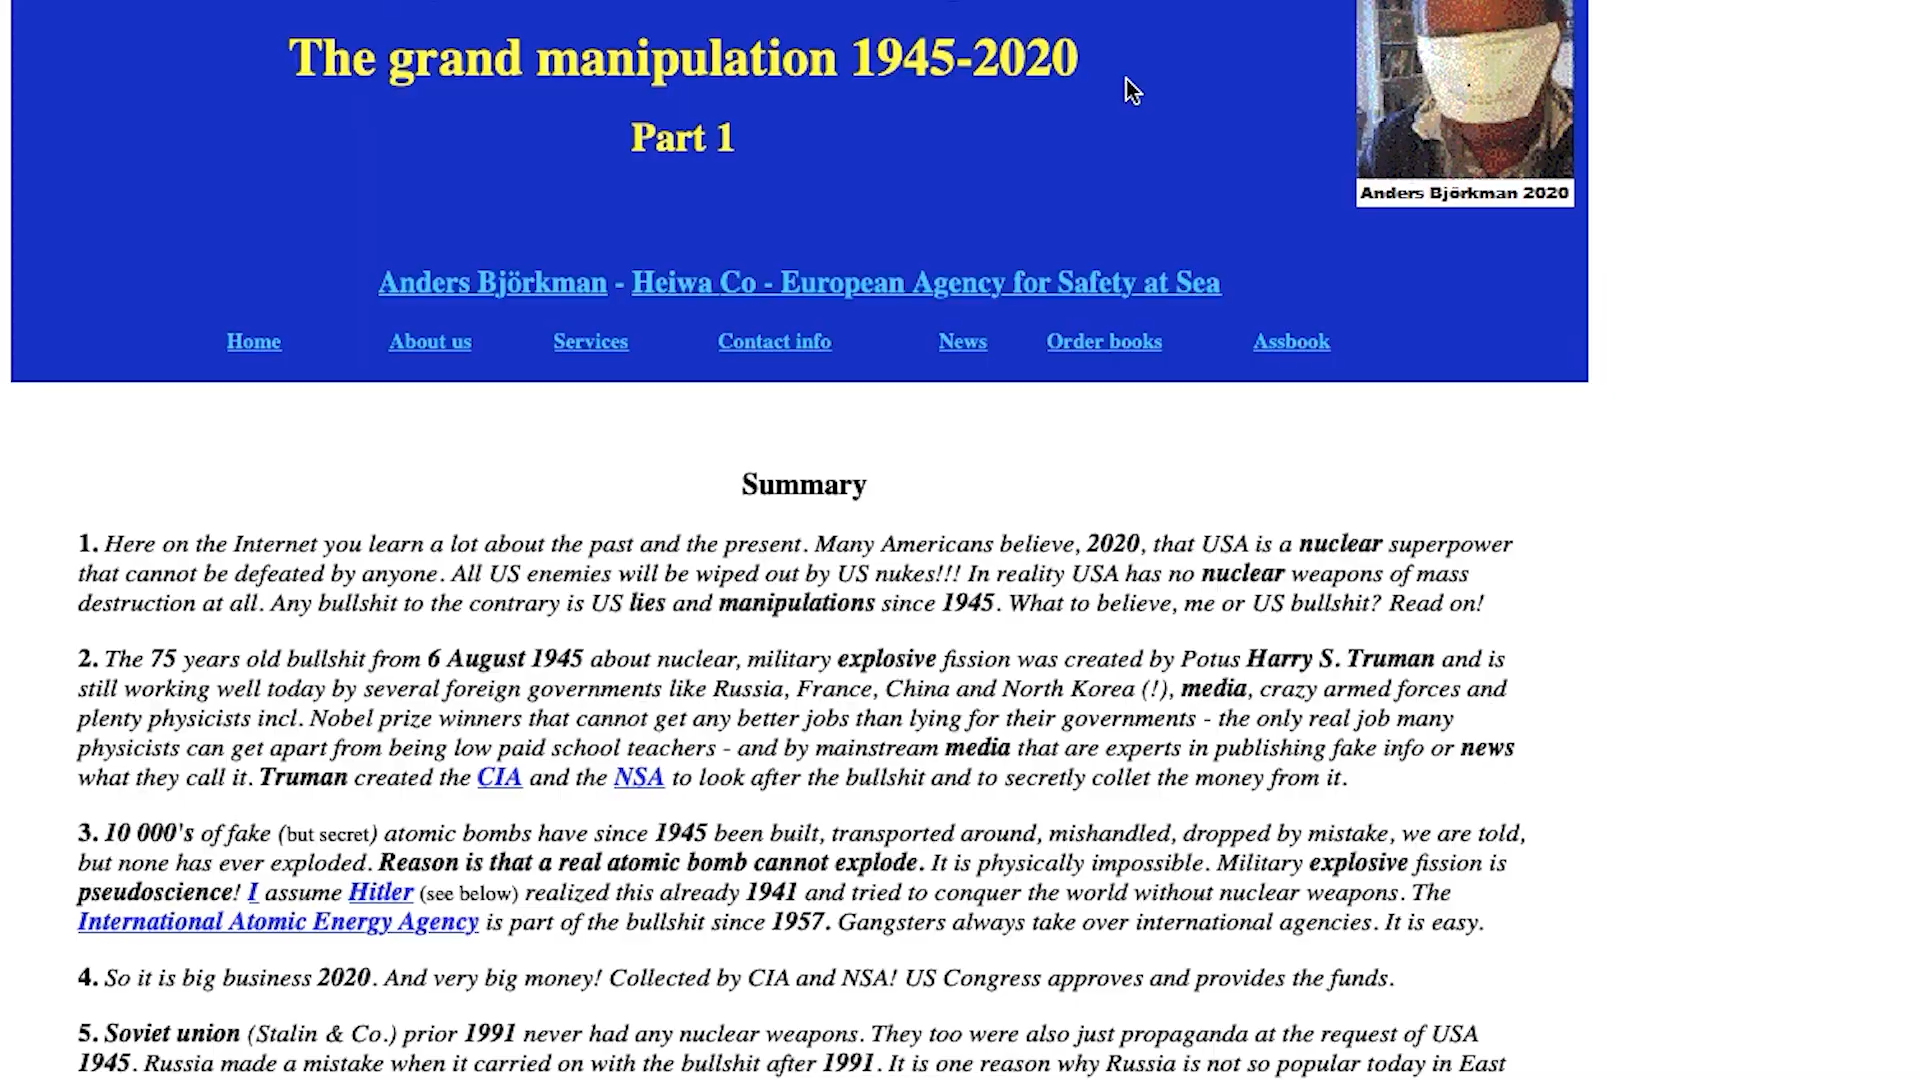 The grand manipulation 1945-2020
Part 1
Anders Björkman 2020
Anders Björkman - Heiwa Co - European Agency for Safety at Sea
Home About us Services Contact info News Order books Assbook
Summary
1. Here on the Internet you learn a lot about the past and the present. Many Americans believe, 2020, that USA is a nuclear superpower
that cannot be defeated by anyone. All US enemies will be wiped out by US nukes!!! In reality USA has no nuclear weapons of mass
destruction at all. Any bullshit to the contrary is US lies and manipulations since 1945. What to believe, me or US bullshit? Read on!
2. The 75 years old bullshit from 6 August 1945 about nuclear, military explosive fission was created by Potus Harry S. Truman and is
still working well today by several foreign governments like Russia, France, China and North Korea (!), media, crazy armed forces and
plenty physicists incl. Nobel prize winners that cannot get any better jobs than lying for their governments - the only real job many
physicists can get apart from being low paid school teachers - and by mainstream media that are experts in publishing fake info or news
what they call it. Truman created the CIA and the NSA to look after the bullshit and to secretly collet the money from it.
3. 10 000's of fake (but secret) atomic bombs have since 1945 been built, transported around, mishandled, dropped by mistake, we are told,
but none has ever exploded. Reason is that a real atomic bomb cannot explode. It is physically impossible. Military explosive fission is
pseudoscience! I assume Hitler (see below) realized this already 1941 and tried to conquer the world without nuclear weapons. The
International Atomic Energy Agency is part of the bullshit since 1957. Gangsters always take over international agencies. It is easy.
4. So it is big business 2020. And very big money! Collected by CIA and NSA! US Congress approves and provides the funds.
5. Soviet union (Stalin & Co.) prior 1991 never had any nuclear weapons. They too were also just propaganda at the request of USA
1945. Russia made a mistake when it carried on with the bullshit after 1991. It is one reason why Russia is not so popular today in East